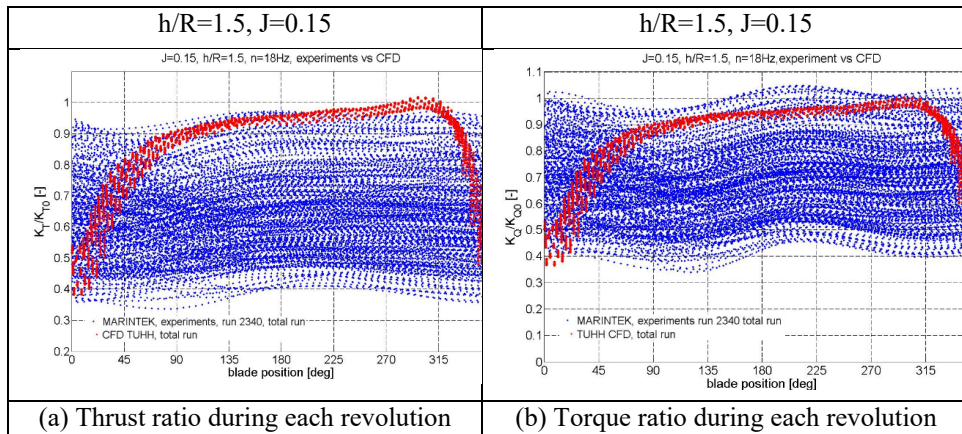 h/R=1.5, J=0.15
h/R=1.5, J=0.15
J=0.15, h/R=1.5, n=18Hz, experiments vs CFD
1
0.9
0.8
0.7
0.6
0.5
0.4
0.3
0.2
K_T/K_T0 [-]
MARINTEK, experiments, run 2340, total run
CFD TUHH, total run
0 45 90 135 180 225 270 315
blade position [deg]
J=0.15, h/R=1.5, n=18Hz,experiment vs CFD
1.1
1
0.9
0.8
0.7
0.6
0.5
0.4
0.3
0.2
0.1
0
K_Q/K_Q0 [-]
MARINTEK, experiments run 2340 total run
TUHH CFD, total run
0 45 90 135 180 225 270 315
blade position [deg]
(a) Thrust ratio during each revolution
(b) Torque ratio during each revolution